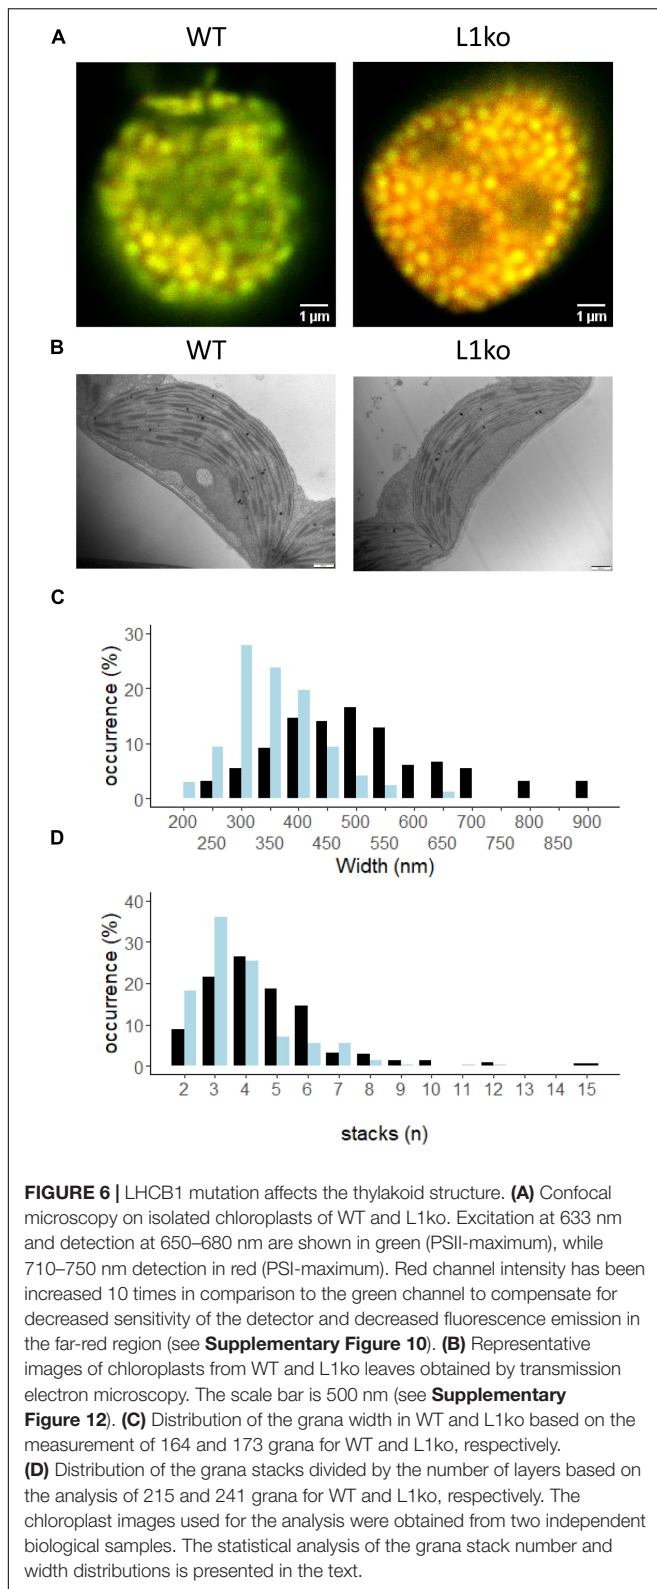 A
WT
L1ko
1 µm
1 µm
B
WT
L1ko
C
occurrence (%)
30
20
10
0
200 300 400 500 600 700 800 900
250 350 450 550 650 750 850
Width (nm)
D
occurrence (%)
40
30
20
10
0
2 3 4 5 6 7 8 9 10 11 12 13 15
stacks (n)
FIGURE 6 | LHCB1 mutation affects the thylakoid structure. (A) Confocal
microscopy on isolated chloroplasts of WT and L1ko. Excitation at 633 nm
and detection at 650–680 nm are shown in green (PSII-maximum), while
710–750 nm detection in red (PSI-maximum). Red channel intensity has been
increased 10 times in comparison to the green channel to compensate for
decreased sensitivity of the detector and decreased fluorescence emission in
the far-red region (see Supplementary Figure 10). (B) Representative
images of chloroplasts from WT and L1ko leaves obtained by transmission
electron microscopy. The scale bar is 500 nm (see Supplementary
Figure 12). (C) Distribution of the grana width in WT and L1ko based on the
measurement of 164 and 173 grana for WT and L1ko, respectively.
(D) Distribution of the grana stacks divided by the number of layers based on
the analysis of 215 and 241 grana for WT and L1ko, respectively. The
chloroplast images used for the analysis were obtained from two independent
biological samples. The statistical analysis of the grana stack number and
width distributions is presented in the text.